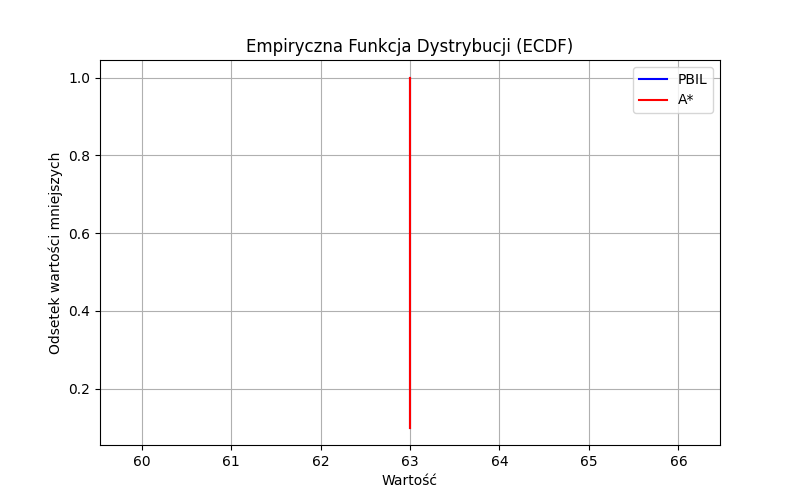 Empiryczna Funkcja Dystrybucji (ECDF)
PBIL
A*
1.0
0.8
0.6
0.4
0.2
Odsetek wartości mniejszych
60 61 62 63 64 65 66
Wartość